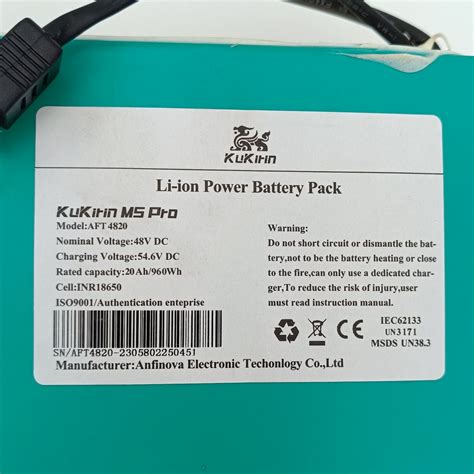 KuKirin
Li-ion Power Battery Pack
KuKirin M5 Pro
Model:AFT4820
Nominal Voltage:48V DC
Charging Voltage:54.6V DC
Rated capacity:20Ah/960Wh
Cell:INR18650
ISO9001/Authentication enteprise
Warning:
Do not short circuit or dismantle the bat-
tery,not to be the battery heating or close
to the fire,can only use a dedicated char-
ger,To reduce the risk of injury,user
must read instruction manual.
CE
IEC62133
UN3171
MSDS UN38.3
SN/AFT4820-2305802250451
Manufacturer:Anfinova Electronic Techonlogy Co.,Ltd